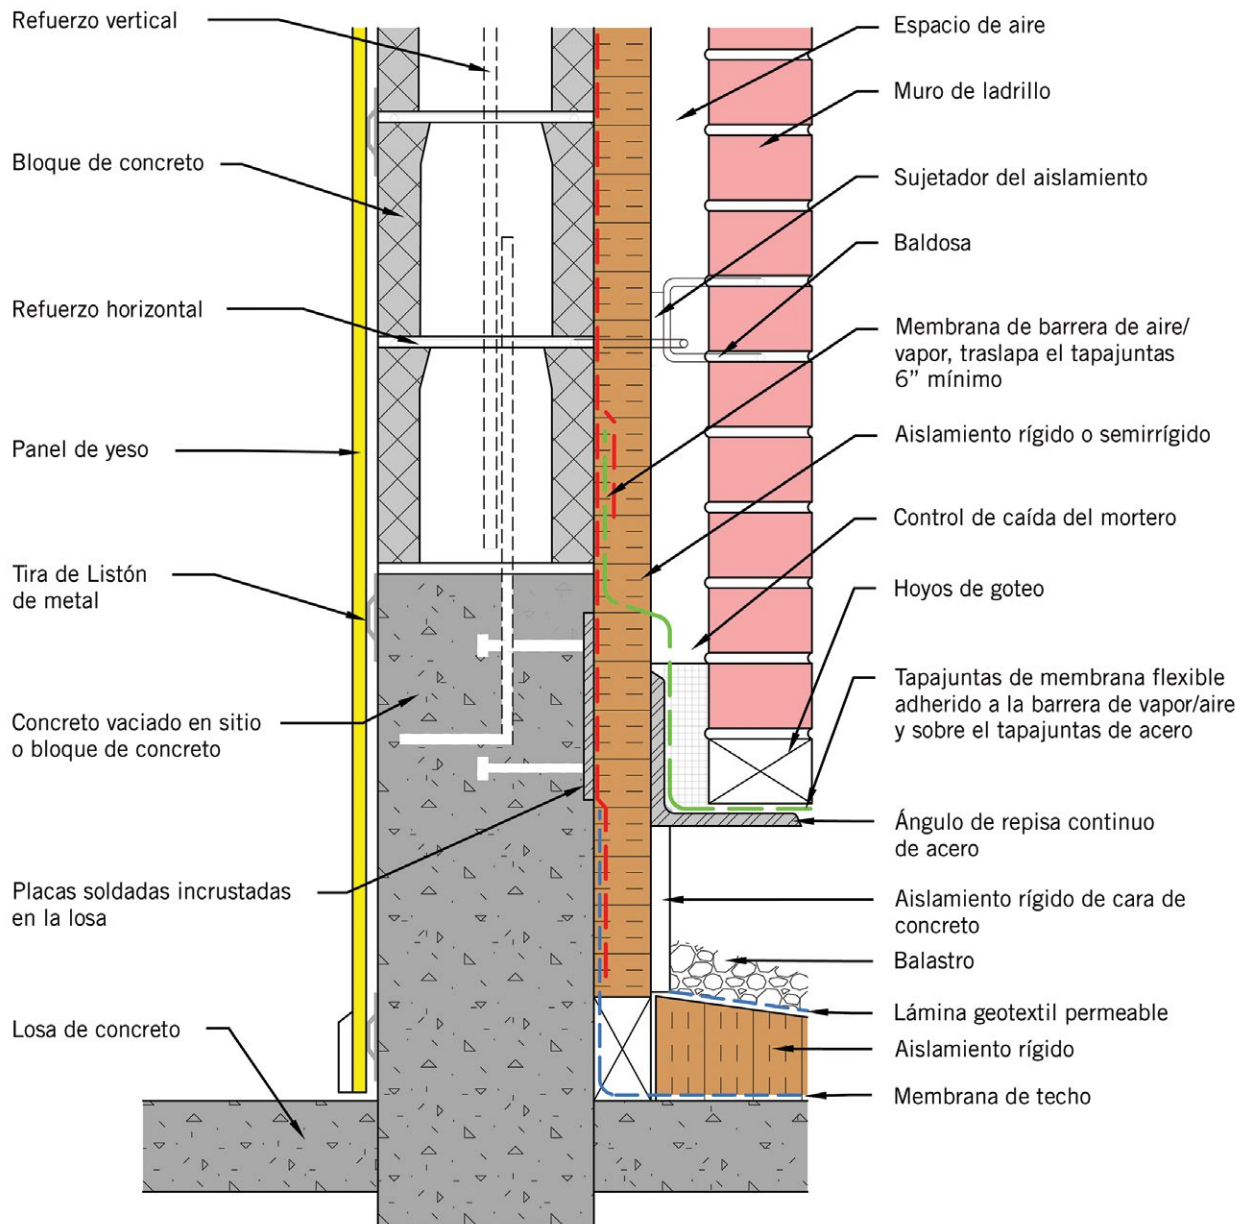 Refuerzo vertical
Bloque de concreto
Refuerzo horizontal
Panel de yeso
Tira de Listón
de metal
Concreto vaciado en sitio
o bloque de concreto
Placas soldadas incrustadas
en la losa
Losa de concreto
Espacio de aire
Muro de ladrillo
Sujetador del aislamiento
Baldosa
Membrana de barrera de aire/
vapor, traslapa el tapajuntas
6” mínimo
Aislamiento rígido o semirrígido
Control de caída del mortero
Hoyos de goteo
Tapajuntas de membrana flexible
adherido a la barrera de vapor/aire
y sobre el tapajuntas de acero
Ángulo de repisa continuo
de acero
Aislamiento rígido de cara de
concreto
Balastro
Lámina geotextil permeable
Aislamiento rígido
Membrana de techo